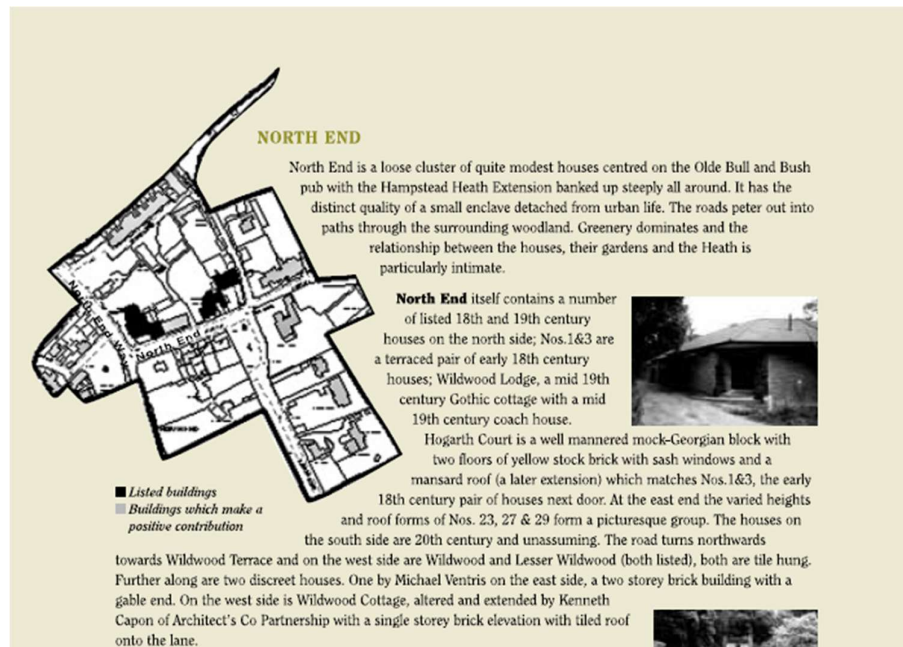 NORTH END
North End is a loose cluster of quite modest houses centred on the Olde Bull and Bush
pub with the Hampstead Heath Extension banked up steeply all around. It has the
distinct quality of a small enclave detached from urban life. The roads peter out into
paths through the surrounding woodland. Greenery dominates and the
relationship between the houses, their gardens and the Heath is
particularly intimate.
North End itself contains a number
of listed 18th and 19th century
houses on the north side; Nos.1&3 are
a terraced pair of early 18th century
houses; Wildwood Lodge, a mid 19th
century Gothic cottage with a mid
19th century coach house.
Hogarth Court is a well mannered mock-Georgian block with
two floors of yellow stock brick with sash windows and a
mansard roof (a later extension) which matches Nos.1&3, the early
18th century pair of houses next door. At the east end the varied heights
and roof forms of Nos. 23, 27 & 29 form a picturesque group. The houses on
the south side are 20th century and unassuming. The road turns northwards
towards Wildwood Terrace and on the west side are Wildwood and Lesser Wildwood (both listed), both are tile hung.
Further along are two discreet houses. One by Michael Ventris on the east side, a two storey brick building with a
gable end. On the west side is Wildwood Cottage, altered and extended by Kenneth
Capon of Architect's Co Partnership with a single storey brick elevation with tiled roof
onto the lane.
North End Way
North End
Listed buildings
Buildings which make a
positive contribution